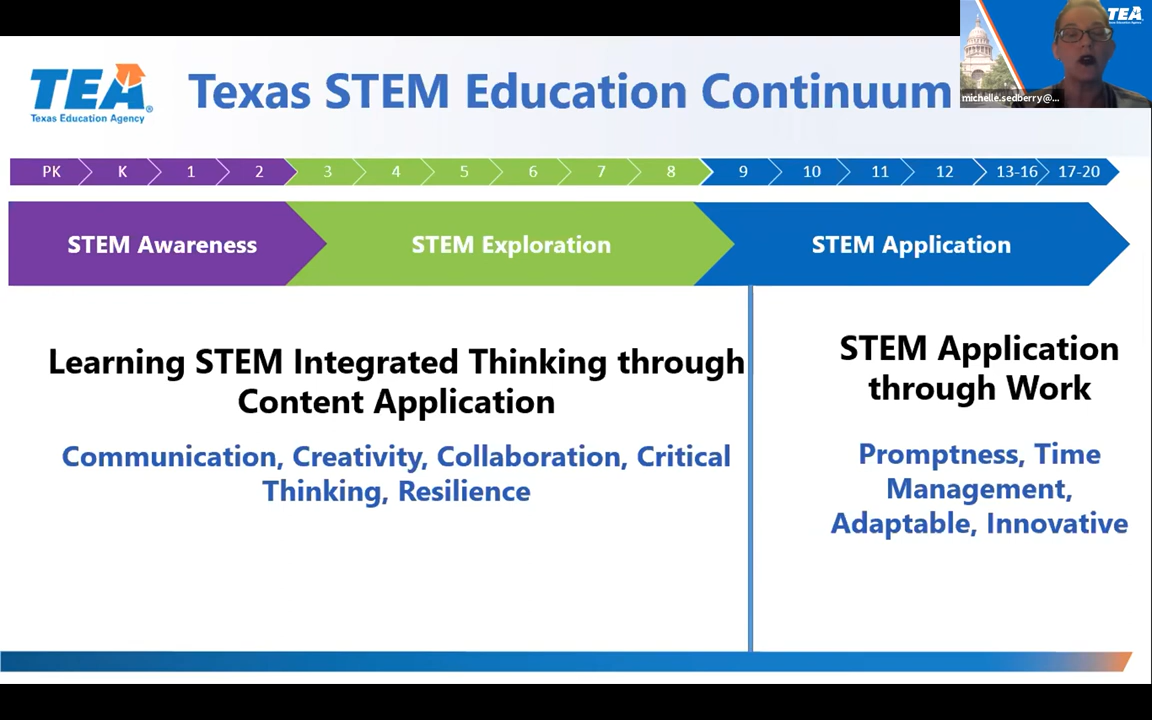 TEA
TEA
Texas Education Agency
Texas STEM Education Continuum
michelle.sedberry@...
PK K 1 2 3 4 5 6 7 8 9 10 11 12 13-16 17-20
STEM Awareness STEM Exploration STEM Application
Learning STEM Integrated Thinking through
Content Application
Communication, Creativity, Collaboration, Critical
Thinking, Resilience
STEM Application
through Work
Promptness, Time
Management,
Adaptable, Innovative